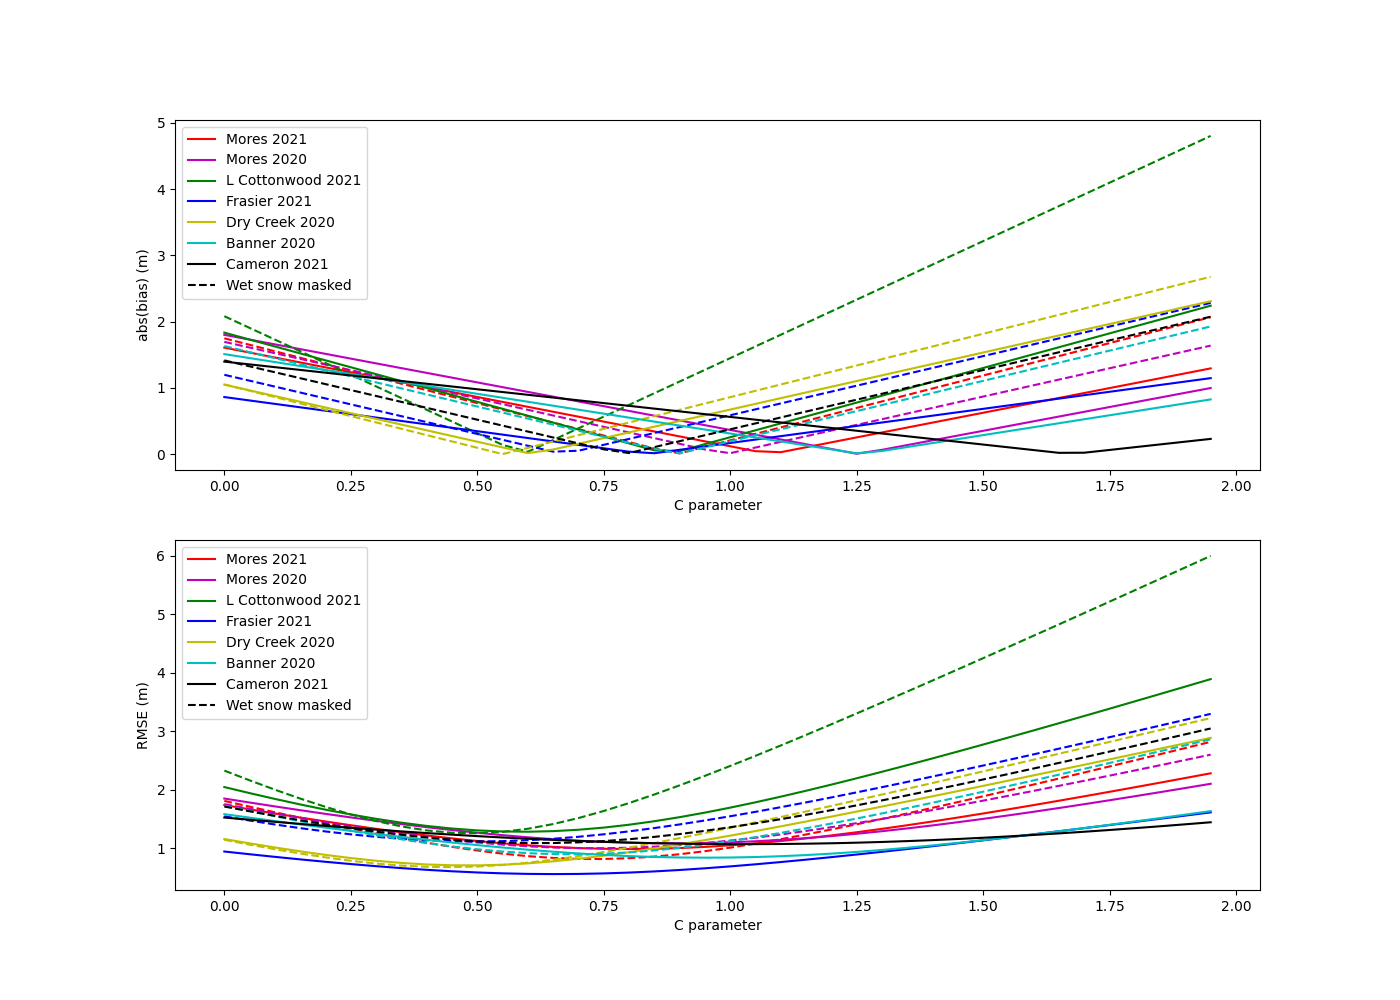 5
4
3
2
1
0
abs(bias) (m)
Mores 2021
Mores 2020
L Cottonwood 2021
Frasier 2021
Dry Creek 2020
Banner 2020
Cameron 2021
Wet snow masked
0.00 0.25 0.50 0.75 1.00 1.25 1.50 1.75 2.00
C parameter
6
5
4
3
2
1
RMSE (m)
Mores 2021
Mores 2020
L Cottonwood 2021
Frasier 2021
Dry Creek 2020
Banner 2020
Cameron 2021
Wet snow masked
0.00 0.25 0.50 0.75 1.00 1.25 1.50 1.75 2.00
C parameter